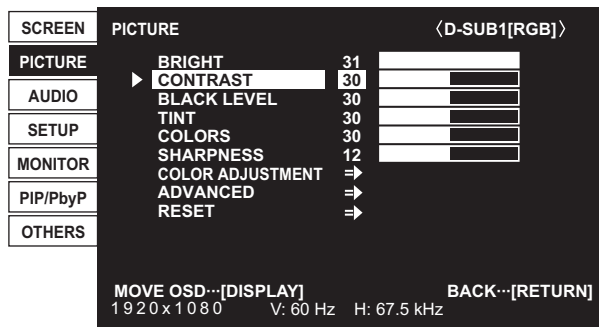 SCREEN
PICTURE
AUDIO
SETUP
MONITOR
PIP/PbyP
OTHERS
PICTURE 〈D-SUB1[RGB]〉
BRIGHT 31
CONTRAST 30
BLACK LEVEL 30
TINT 30
COLORS 30
SHARPNESS 12
COLOR ADJUSTMENT
ADVANCED
RESET
MOVE OSD···[DISPLAY] BACK···[RETURN]
1920x1080 V: 60 Hz H: 67.5 kHz